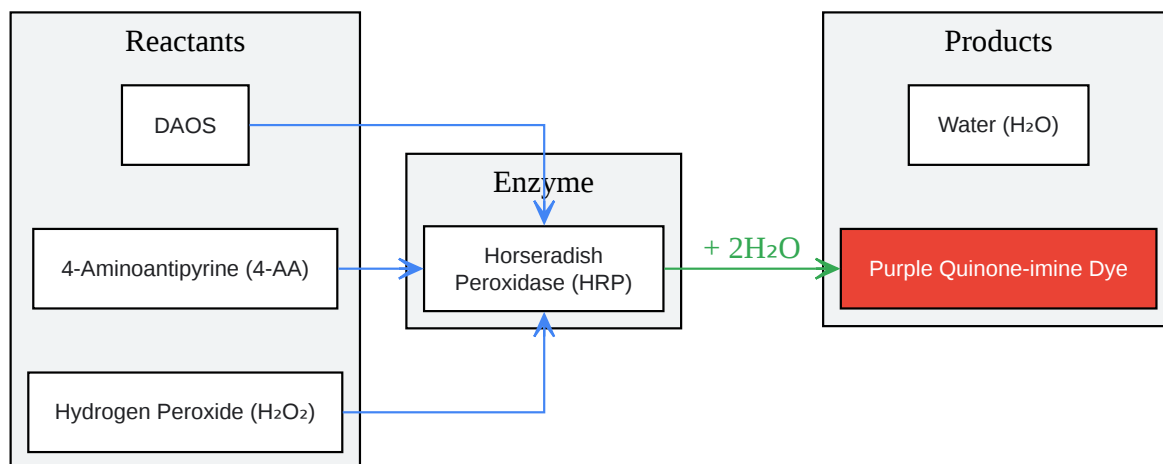 Reactants
DAOS
4-Aminoantipyrine (4-AA)
Hydrogen Peroxide (H₂O₂)
Enzyme
Horseradish
Peroxidase (HRP)
+ 2H₂O
Products
Water (H₂O)
Purple Quinone-imine Dye